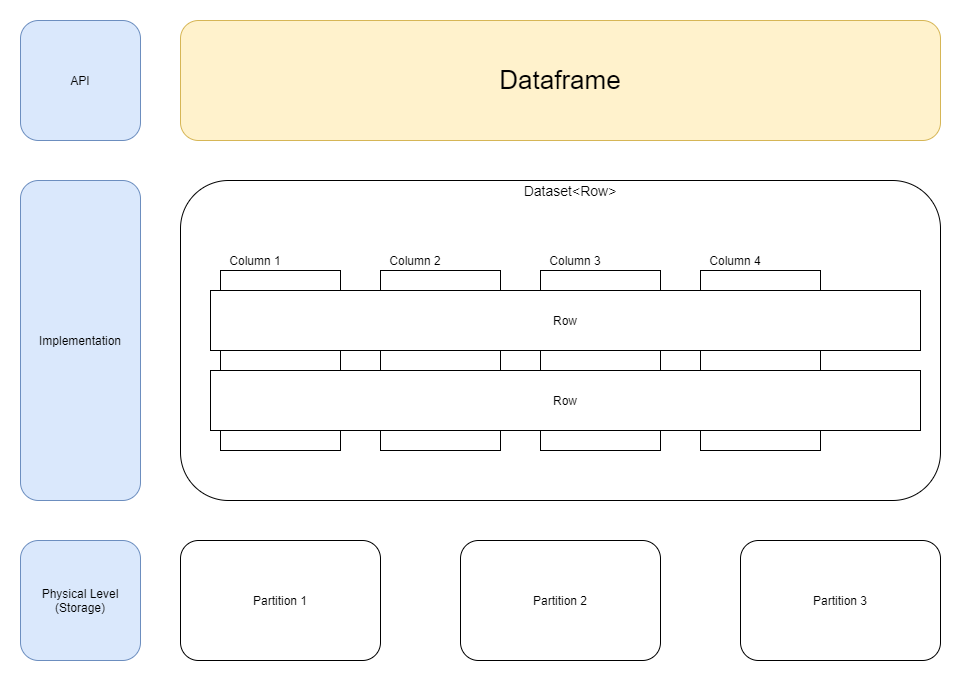 API
Dataframe
Implementation
Dataset<Row>
Column 1
Column 2
Column 3
Column 4
Row
Row
Physical Level
(Storage)
Partition 1
Partition 2
Partition 3